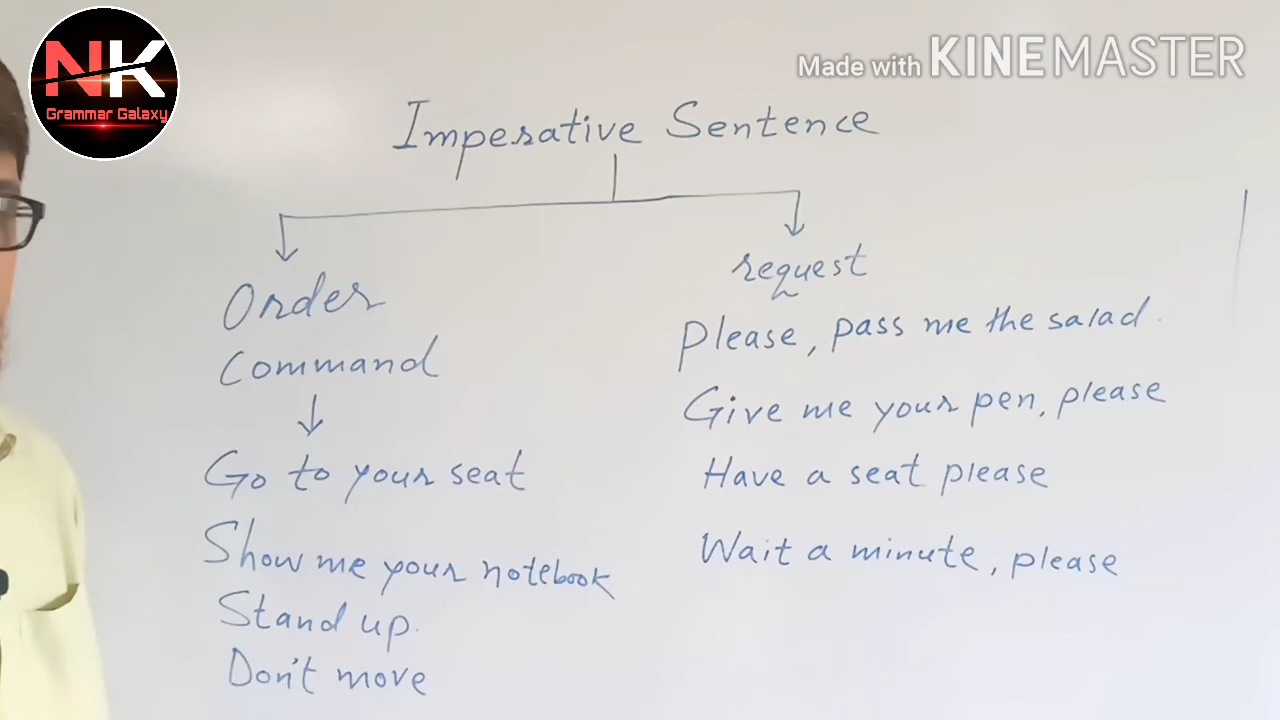 NK
Grammar Galaxy
Made with KINEMASTER
Imperative Sentence
Order
Command
Go to your seat
Show me your notebook
Stand up.
Don't move
request
Please, pass me the salad.
Give me your pen, please
Have a seat please
Wait a minute, please